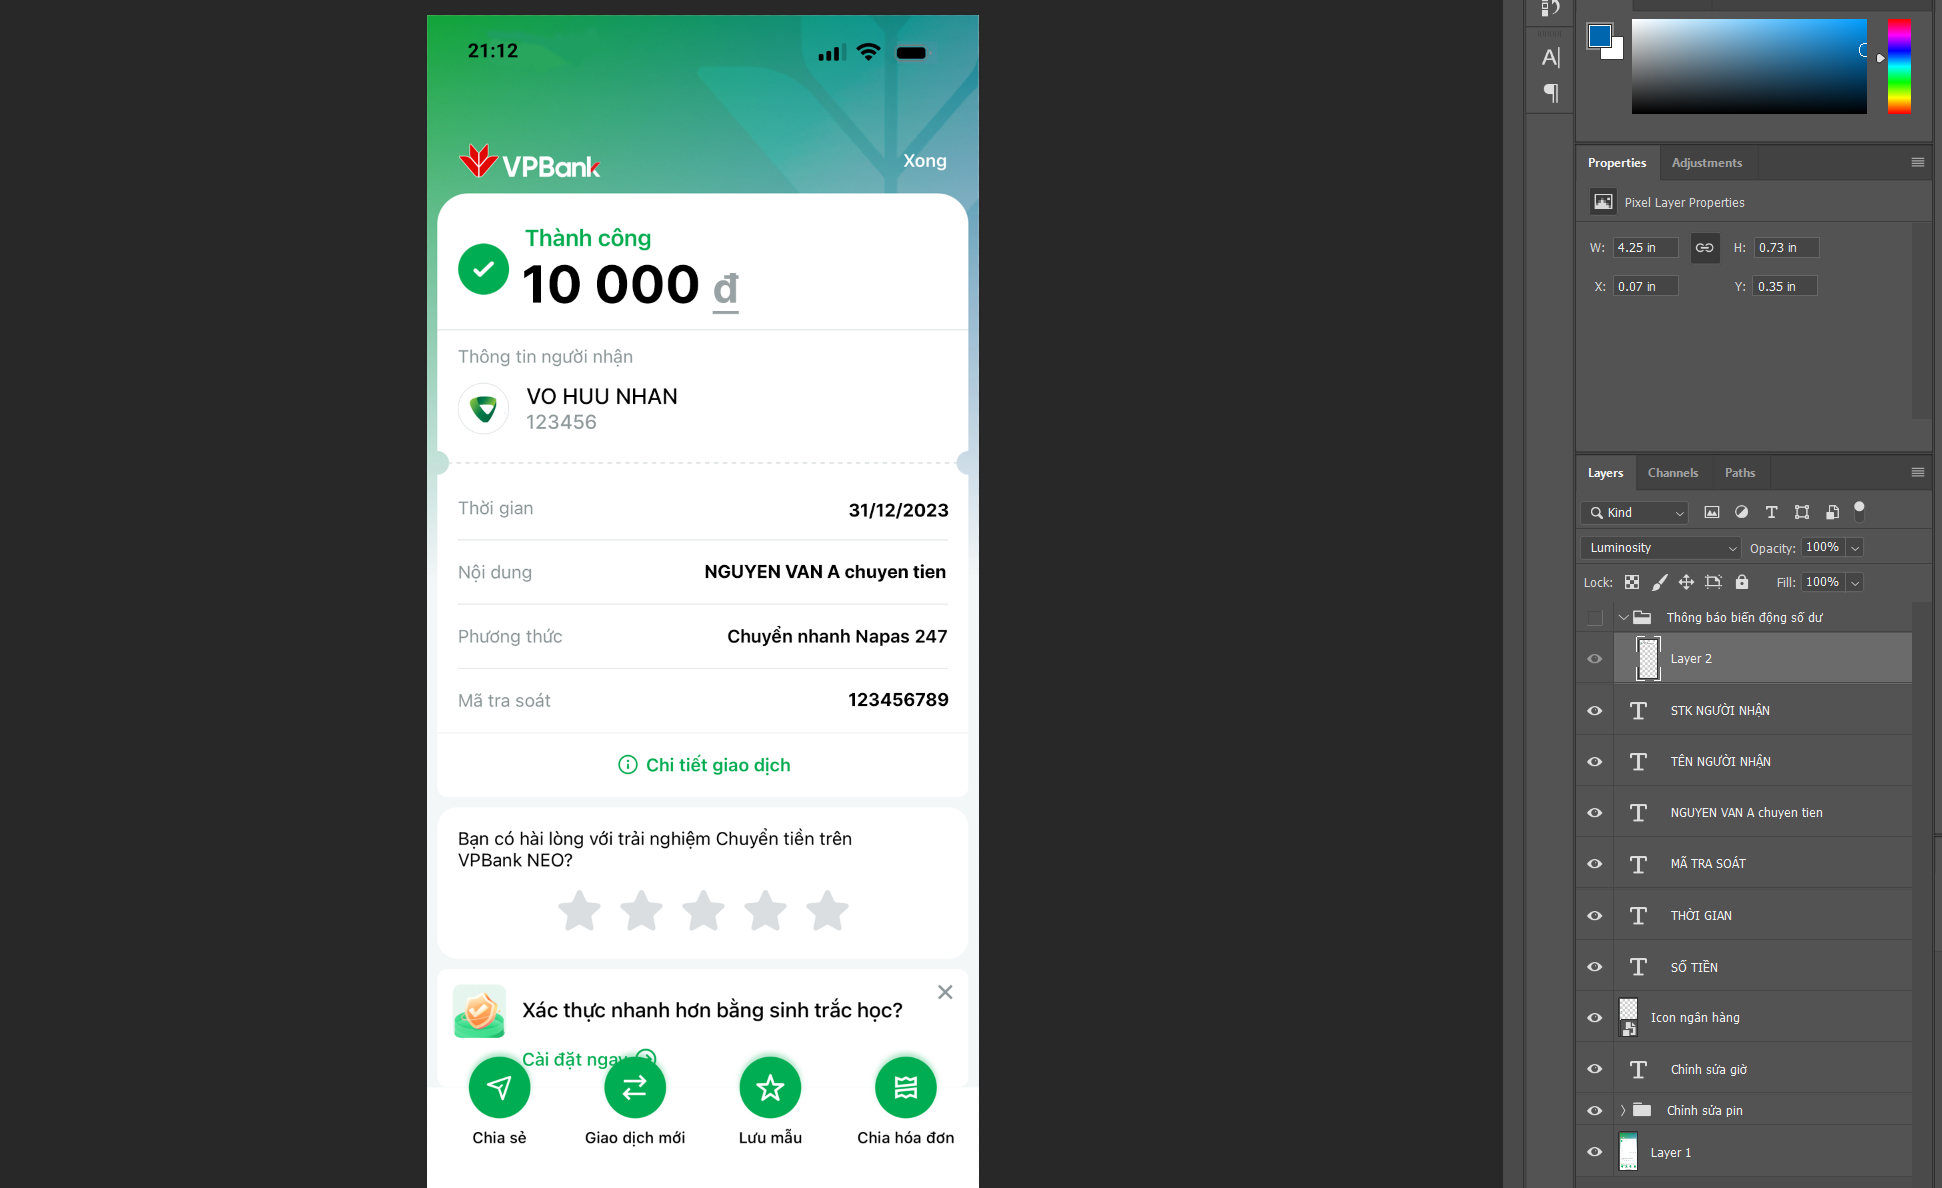 21:12
VPBank
Xong
Thành công
10 000 đ
Thông tin người nhận
VO HUU NHAN
123456
Thời gian
31/12/2023
Nội dung
NGUYEN VAN A chuyen tien
Phương thức
Chuyển nhanh Napas 247
Mã tra soát
123456789
Chi tiết giao dịch
Bạn có hài lòng với trải nghiệm Chuyển tiền trên
VPBank NEO?
Xác thực nhanh hơn bằng sinh trắc học?
Cài đặt ngay
Chia sẻ
Giao dịch mới
Lưu mẫu
Chia hóa đơn
Properties
Adjustments
Pixel Layer Properties
W: 4.25 in
H: 0.73 in
X: 0.07 in
Y: 0.35 in
Layers
Channels
Paths
Kind
Luminosity
Opacity: 100%
Lock:
Fill: 100%
Thông báo biến động số dư
Layer 2
STK NGƯỜI NHẬN
TÊN NGƯỜI NHẬN
NGUYEN VAN A chuyen tien
MÃ TRA SOÁT
THỜI GIAN
SỐ TIỀN
Icon ngân hàng
Chỉnh sửa giờ
Chỉnh sửa pin
Layer 1